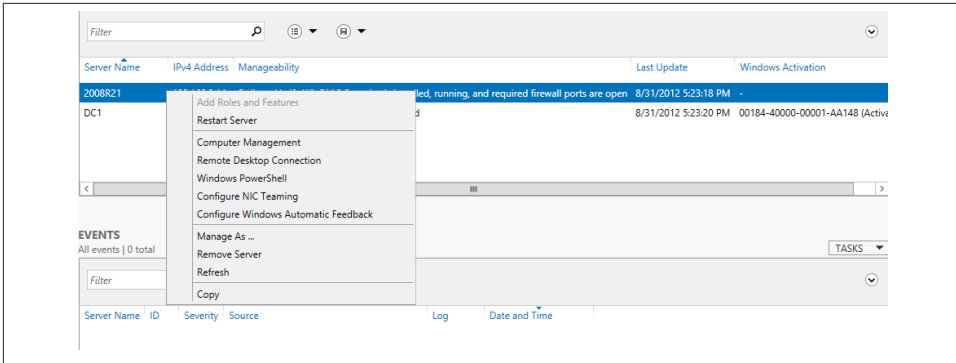 Filter
Server Name IPv4 Address Manageability Last Update Windows Activation
2008R21 led, running, and required firewall ports are open 8/31/2012 5:23:18 PM -
DC1 d 8/31/2012 5:23:20 PM 00184-40000-00001-AA148 (Activa
Add Roles and Features
Restart Server
Computer Management
Remote Desktop Connection
Windows PowerShell
Configure NIC Teaming
Configure Windows Automatic Feedback
Manage As ...
Remove Server
Refresh
Copy
EVENTS
All events | 0 total
TASKS
Filter
Server Name ID Severity Source Log Date and Time